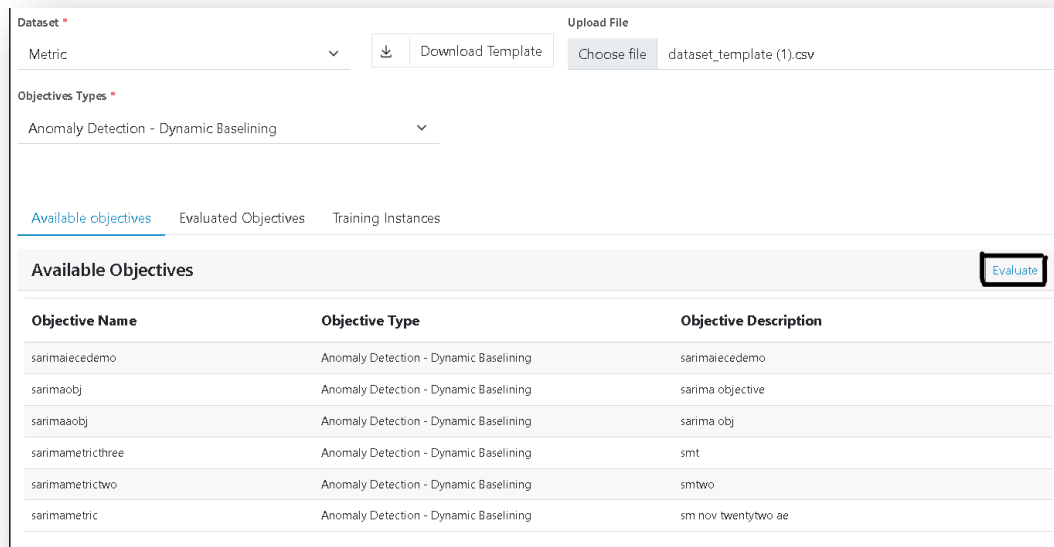 Dataset * Upload File
Metric Download Template Choose file dataset_template (1).csv
Objectives Types *
Anomaly Detection - Dynamic Baselining
Available objectives Evaluated Objectives Training Instances
Available Objectives Evaluate
Objective Name Objective Type Objective Description
sarimaiecedemo Anomaly Detection - Dynamic Baselining sarimaiecedemo
sarimaobj Anomaly Detection - Dynamic Baselining sarima objective
sarimaaobj Anomaly Detection - Dynamic Baselining sarima obj
sarimametricthree Anomaly Detection - Dynamic Baselining smt
sarimametrictwo Anomaly Detection - Dynamic Baselining smtwo
sarimametric Anomaly Detection - Dynamic Baselining sm nov twentytwo ae